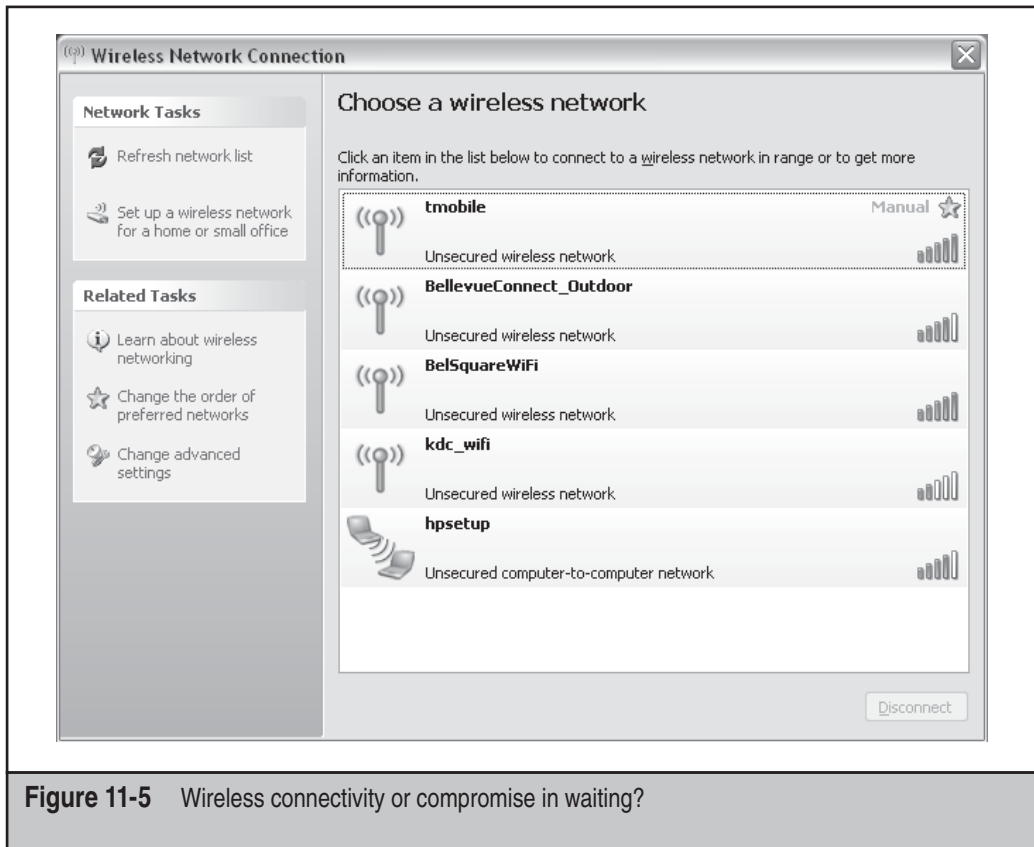 Wireless Network Connection
Network Tasks
Refresh network list
Set up a wireless network
for a home or small office
Related Tasks
Learn about wireless
networking
Change the order of
preferred networks
Change advanced
settings
Choose a wireless network
Click an item in the list below to connect to a wireless network in range or to get more
information.
tmobile
Manual
Unsecured wireless network
BellevueConnect_Outdoor
Unsecured wireless network
BelSquareWiFi
Unsecured wireless network
kdc_wifi
Unsecured wireless network
hpsetup
Unsecured computer-to-computer network
Disconnect
Figure 11-5 Wireless connectivity or compromise in waiting?